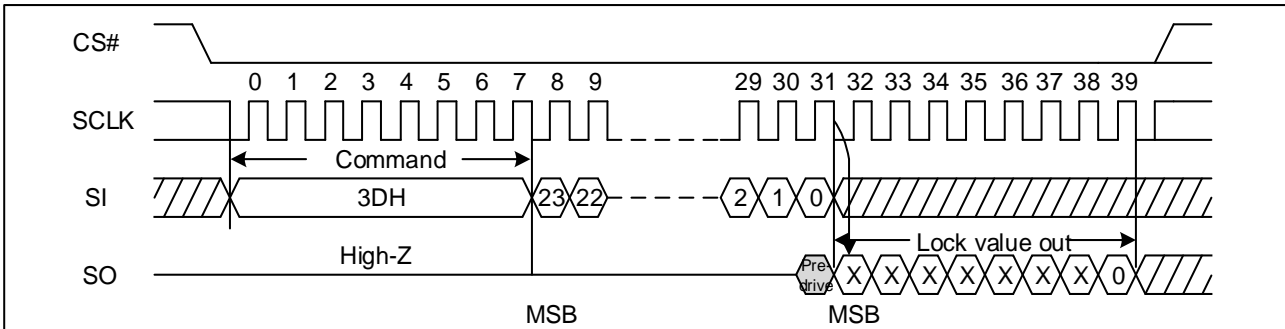 CS#
0 1 2 3 4 5 6 7 8 9 29 30 31 32 33 34 35 36 37 38 39
SCLK
Command
SI 3DH 23 22 2 1 0
Lock value out
High-Z
SO Pre-drive X X X X X X X 0
MSB MSB